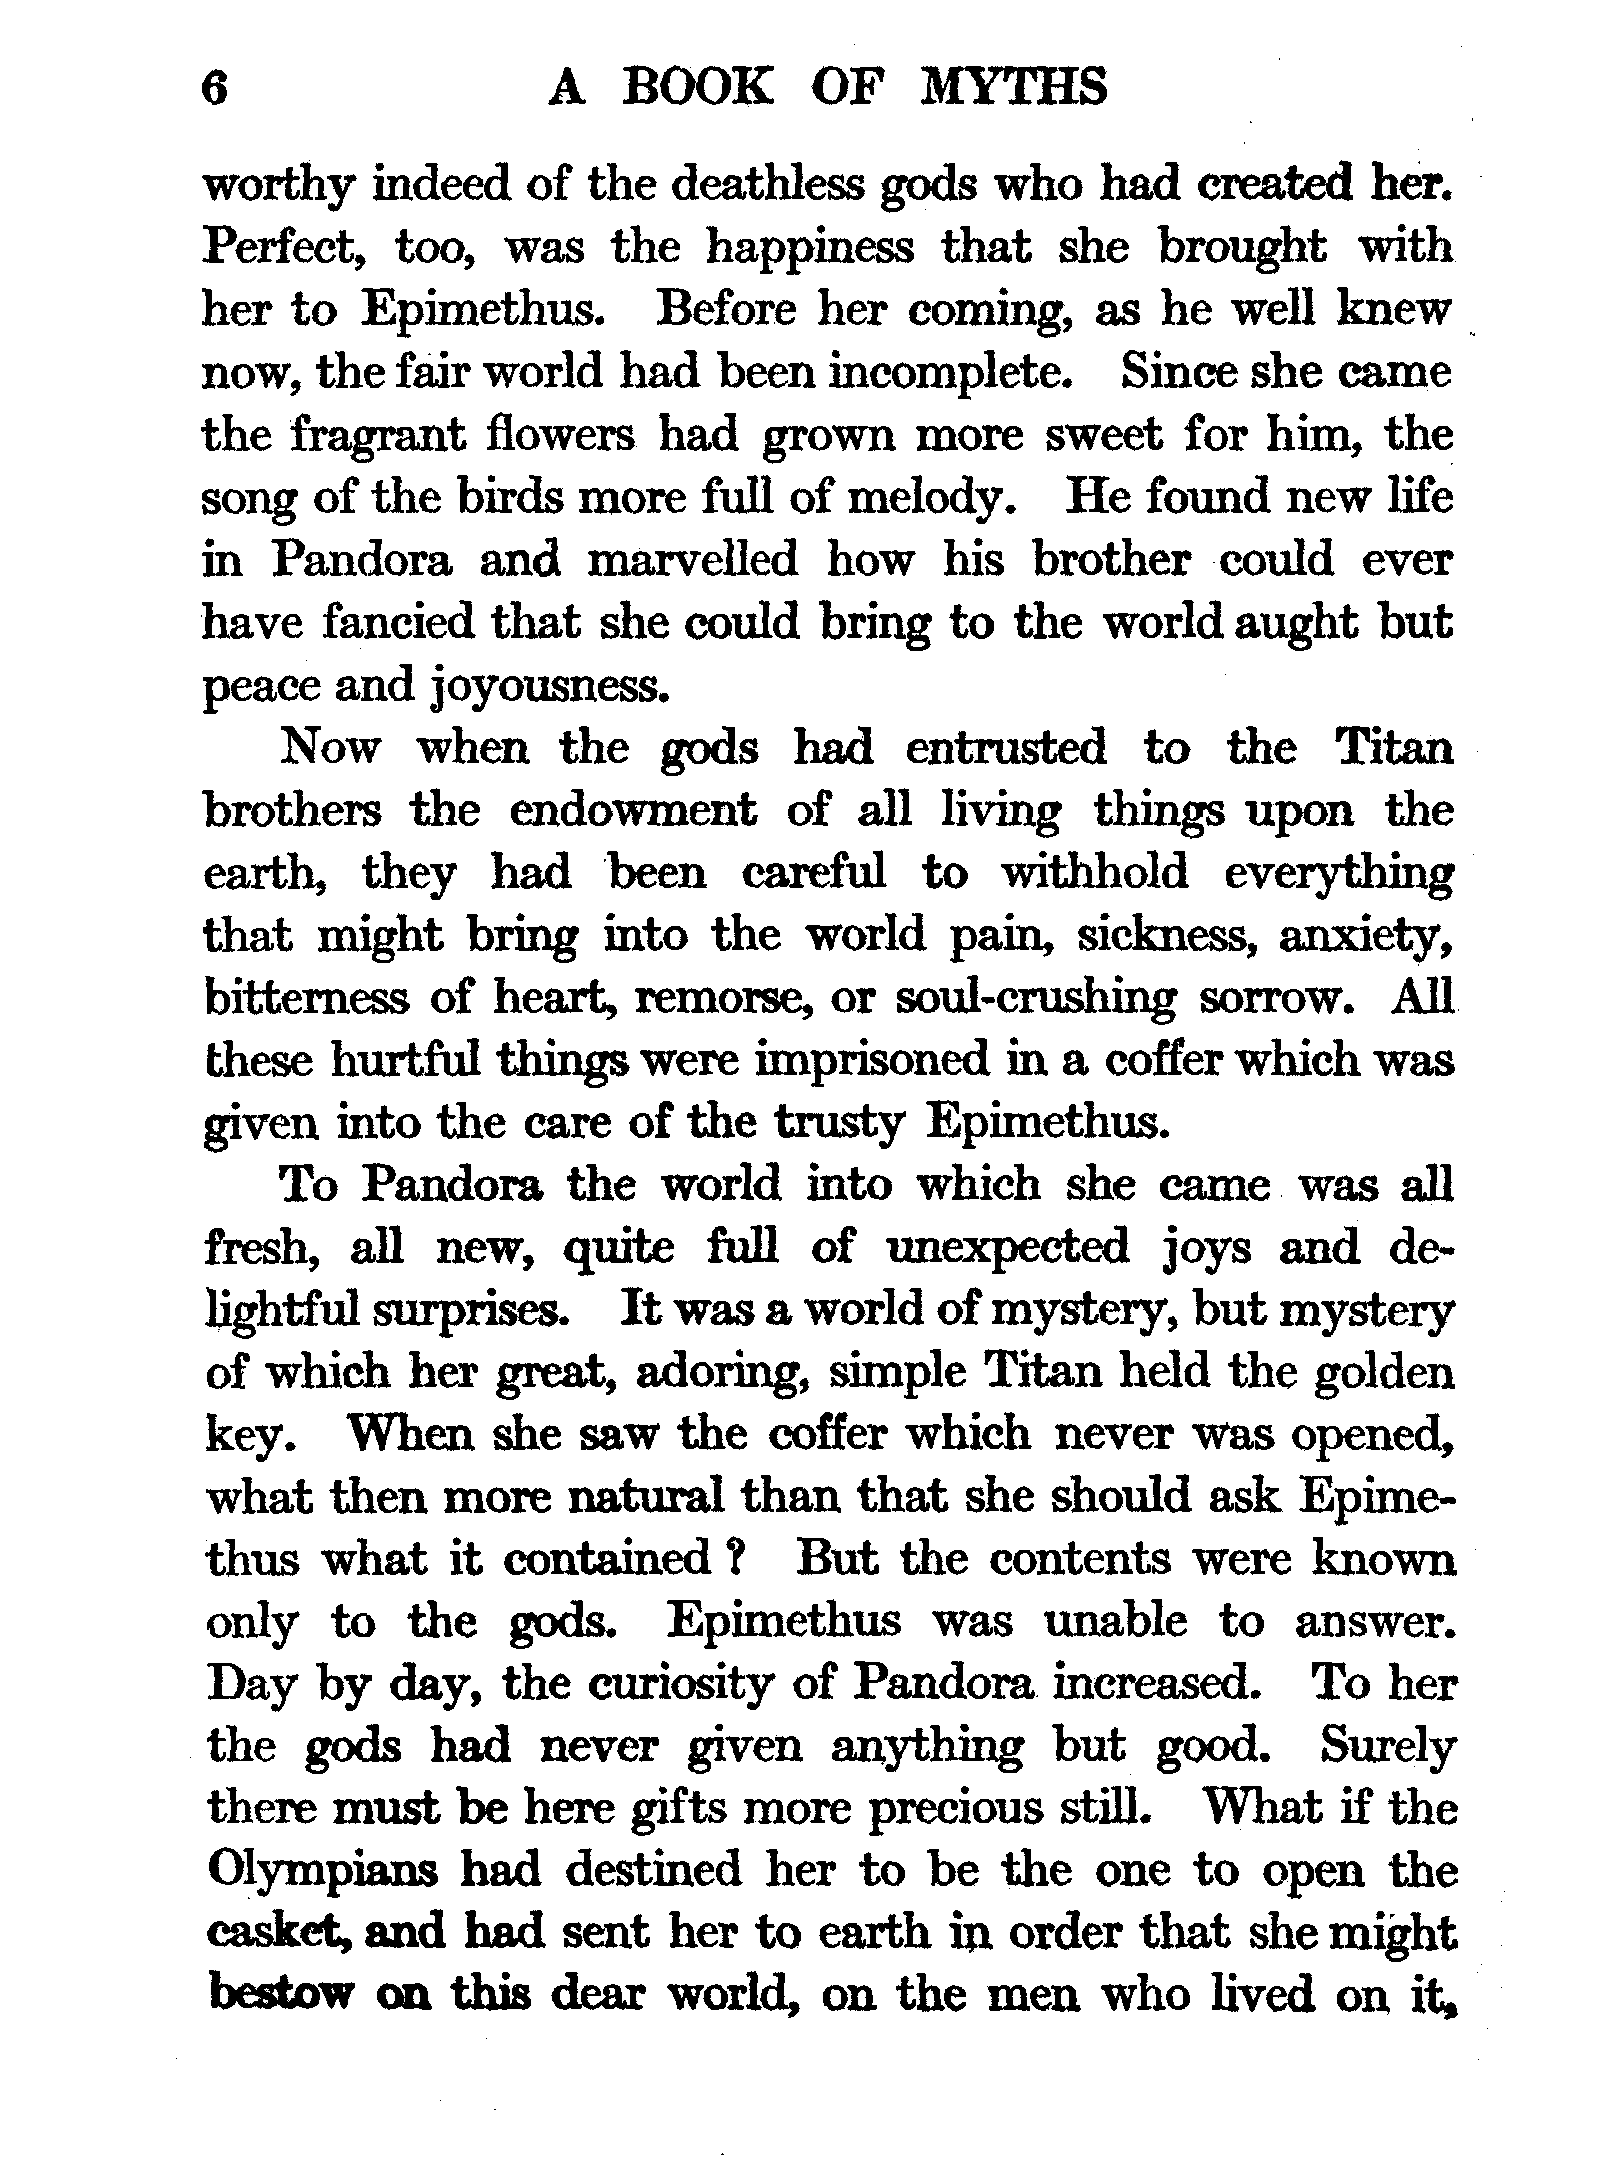 6 A BOOK OF MYTHS
worthy indeed of the deathless gods who had created her.
Perfect, too, was the happiness that she brought with
her to Epimethus. Before her coming, as he well knew
now, the fair world had been incomplete. Since she came
the fragrant flowers had grown more sweet for him, the
song of the birds more full of melody. He found new life
in Pandora and marvelled how his brother could ever
have fancied that she could bring to the world aught but
peace and joyousness.
Now when the gods had entrusted to the Titan
brothers the endowment of all living things upon the
earth, they had been careful to withhold everything
that might bring into the world pain, sickness, anxiety,
bitterness of heart, remorse, or soul-crushing sorrow. All
these hurtful things were imprisoned in a coffer which was
given into the care of the trusty Epimethus.
To Pandora the world into which she came was all
fresh, all new, quite full of unexpected joys and de-
lightful surprises. It was a world of mystery, but mystery
of which her great, adoring, simple Titan held the golden
key. When she saw the coffer which never was opened,
what then more natural than that she should ask Epime-
thus what it contained ? But the contents were known
only to the gods. Epimethus was unable to answer.
Day by day, the curiosity of Pandora increased. To her
the gods had never given anything but good. Surely
there must be here gifts more precious still. What if the
Olympians had destined her to be the one to open the
casket, and had sent her to earth in order that she might
bestow on this dear world, on the men who lived on it,